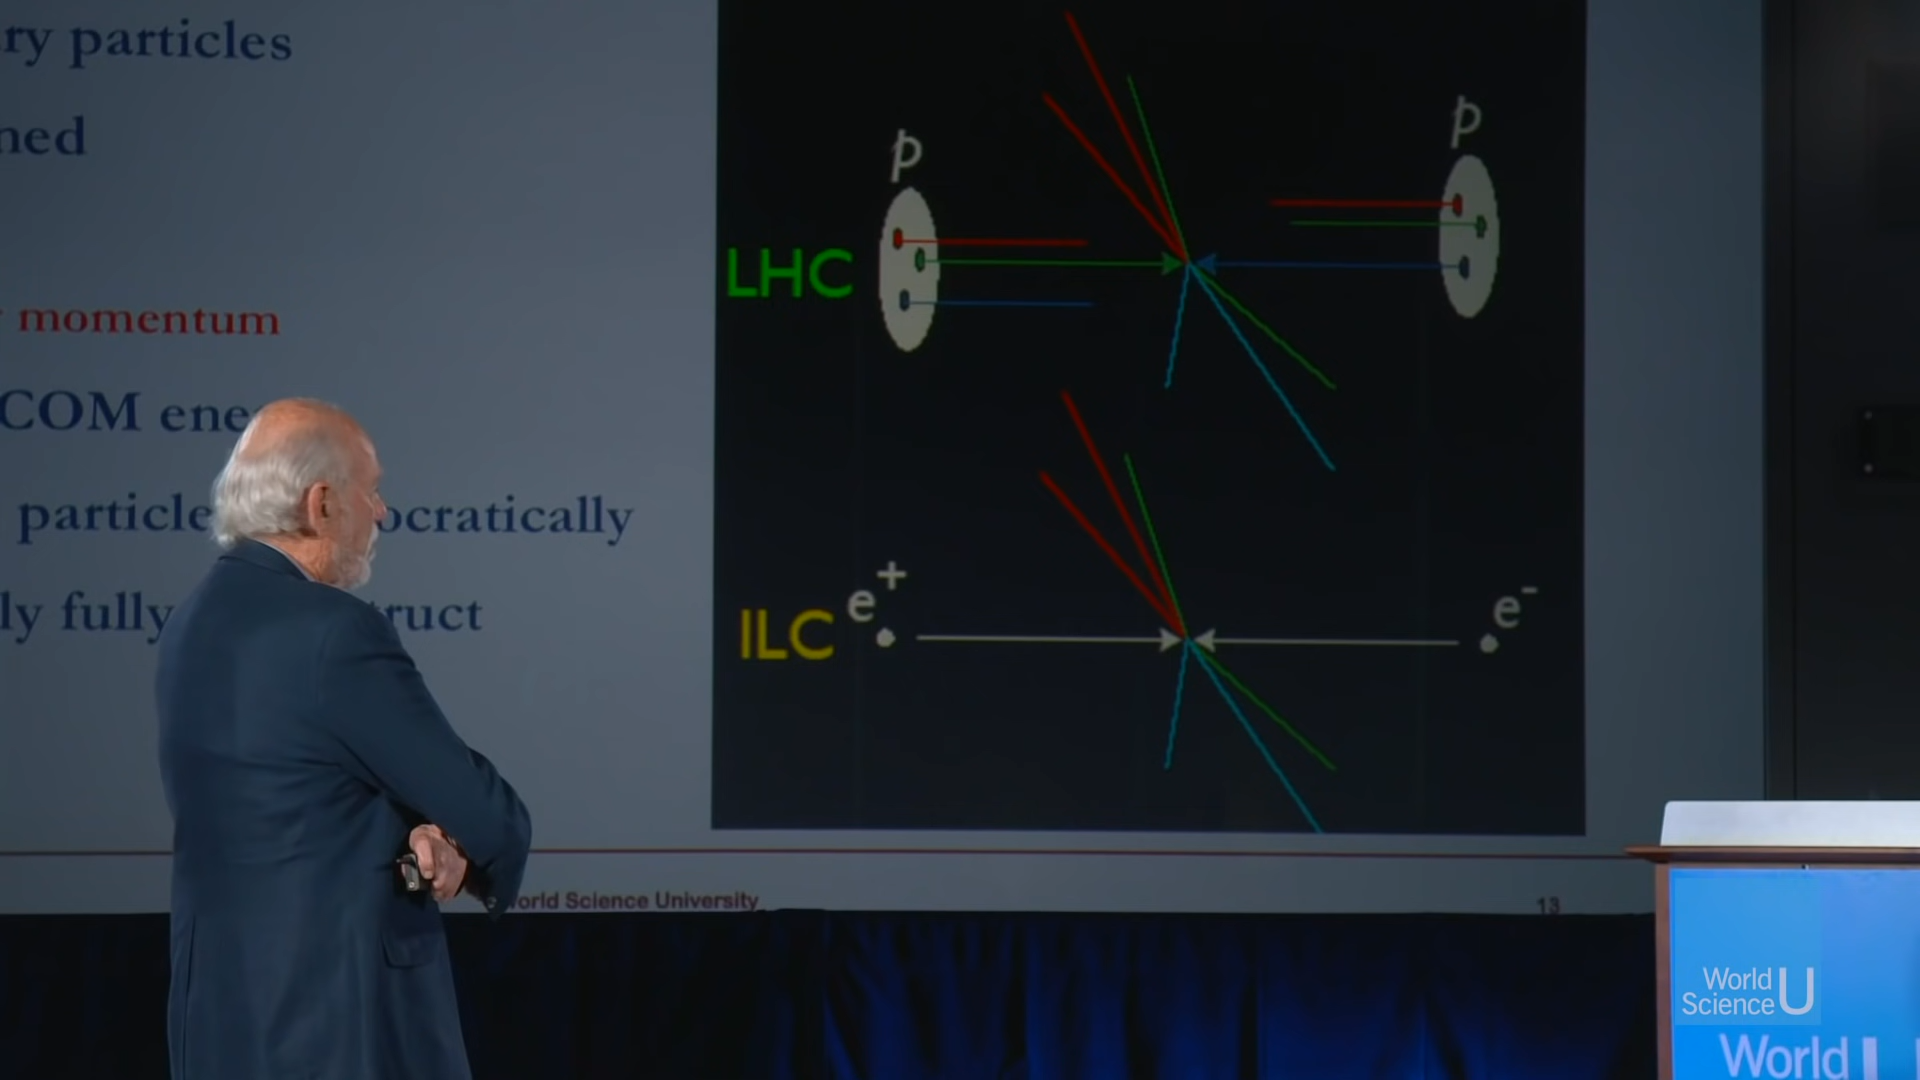 ry particles
ned
momentum
COM ene
particle ocratically
ly fully truct
p
p
LHC
e+
e-
ILC
World Science University
13
World
Science U
World